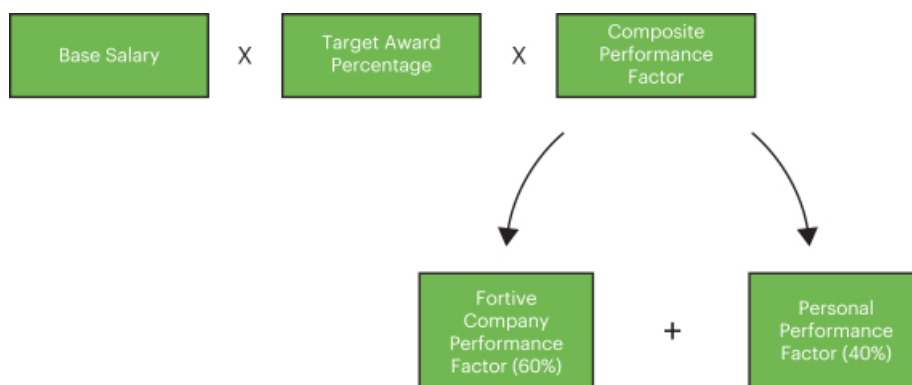 Base Salary
X
Target Award
Percentage
X
Composite
Performance
Factor
Fortive
Company
Performance
Factor (60%)
+
Personal
Performance
Factor (40%)